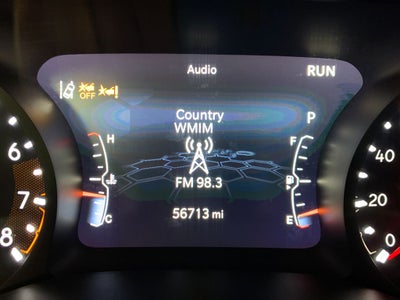 Audio
RUN
OFF
Country
WMIM
P
H
F
FM 98.3
C
E
56713 mi
6
7
8
40
20
0